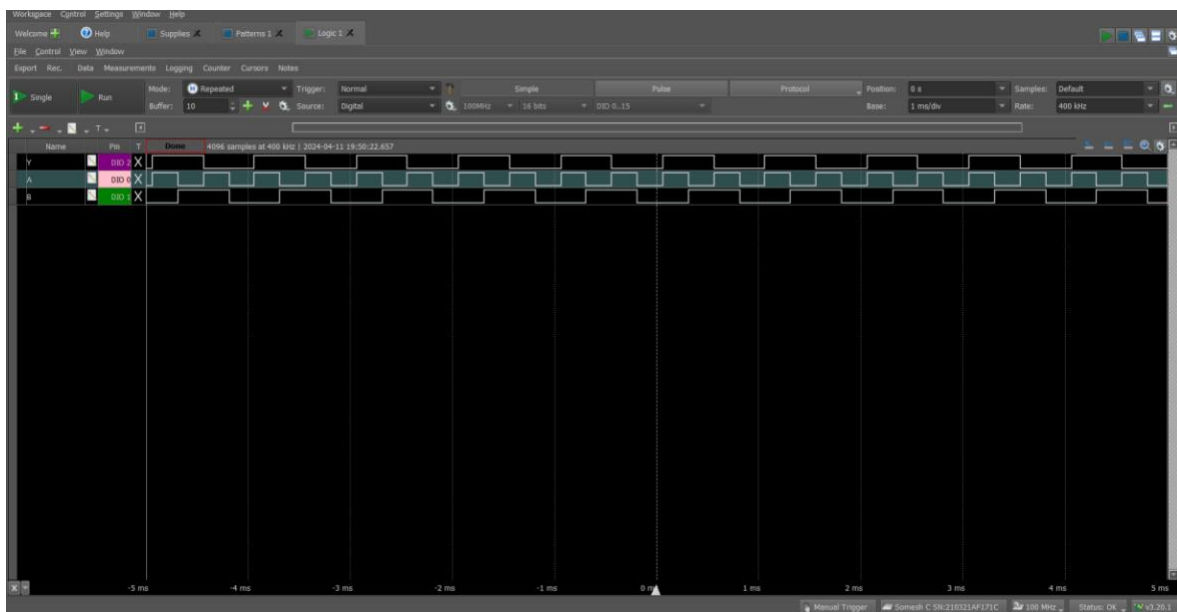 Workspace Control Settings Window Help
Welcome Help Supplies Patterns 1 Logic 1
File Control View Window
Export Rec. Data Measurements Logging Counter Cursors Notes
Single Run Mode: Repeated Trigger: Normal Simple Pulse Protocol Position: 0 s Samples: Default
Buffer: 10 Source: Digital 100MHz 16 bits DIO 0..15 Base: 1 ms/div Rate: 400 kHz
T
Name Pin T Done 4096 samples at 400 kHz | 2024-04-11 19:50:22.657
Y DIO 2 X
A DIO 0 X
B DIO 1 X
X -5 ms -4 ms -3 ms -2 ms -1 ms 0 ms 1 ms 2 ms 3 ms 4 ms 5 ms
Manual Trigger Somesh C SN:210321AF171C 100 MHz Status: OK v3.20.1